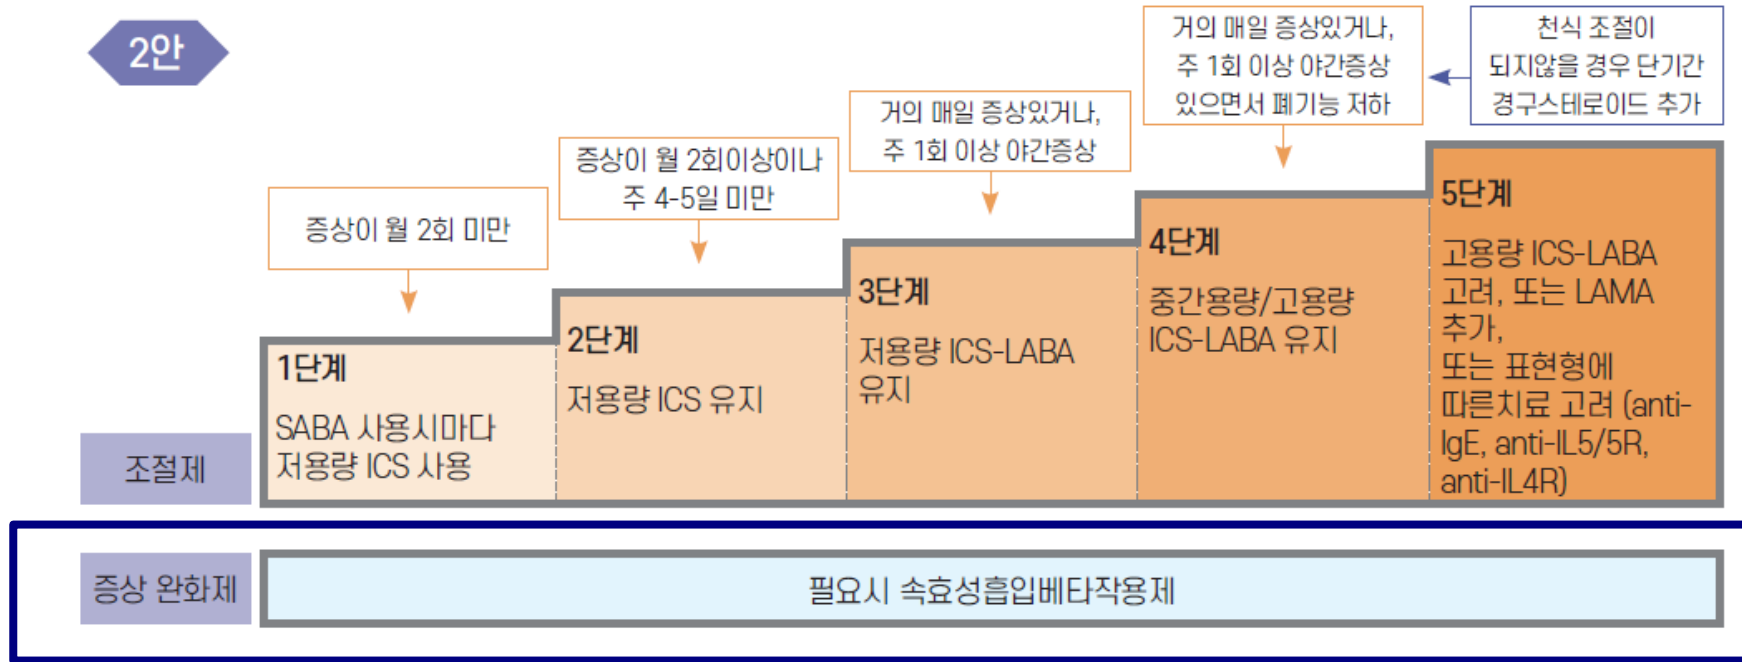 2안
증상이 월 2회 미만
증상이 월 2회이상이나
주 4-5일 미만
거의 매일 증상있거나,
주 1회 이상 야간증상
거의 매일 증상있거나,
주 1회 이상 야간증상
있으면서 폐기능 저하
천식 조절이
되지않을 경우 단기간
경구스테로이드 추가
조절제
1단계
SABA 사용시마다
저용량 ICS 사용
2단계
저용량 ICS 유지
3단계
저용량 ICS-LABA
유지
4단계
중간용량/고용량
ICS-LABA 유지
5단계
고용량 ICS-LABA
고려, 또는 LAMA
추가,
또는 표현형에
따른치료 고려 (anti-
IgE, anti-IL5/5R,
anti-IL4R)
증상 완화제
필요시 속효성흡입베타작용제